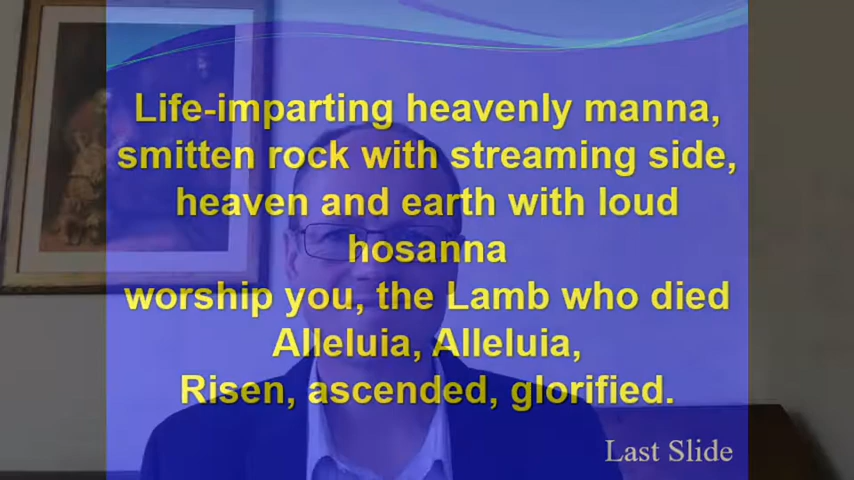 Life-imparting heavenly manna,
smitten rock with streaming side,
heaven and earth with loud
hosanna
worship you, the Lamb who died
Alleluia, Alleluia,
Risen, ascended, glorified.
Last Slide